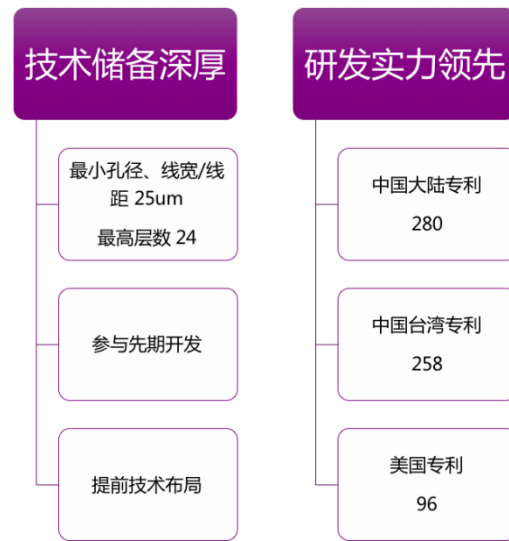 技术储备深厚
最小孔径、线宽/线
距 25um
最高层数 24
参与先期开发
提前技术布局
研发实力领先
中国大陆专利
280
中国台湾专利
258
美国专利
96